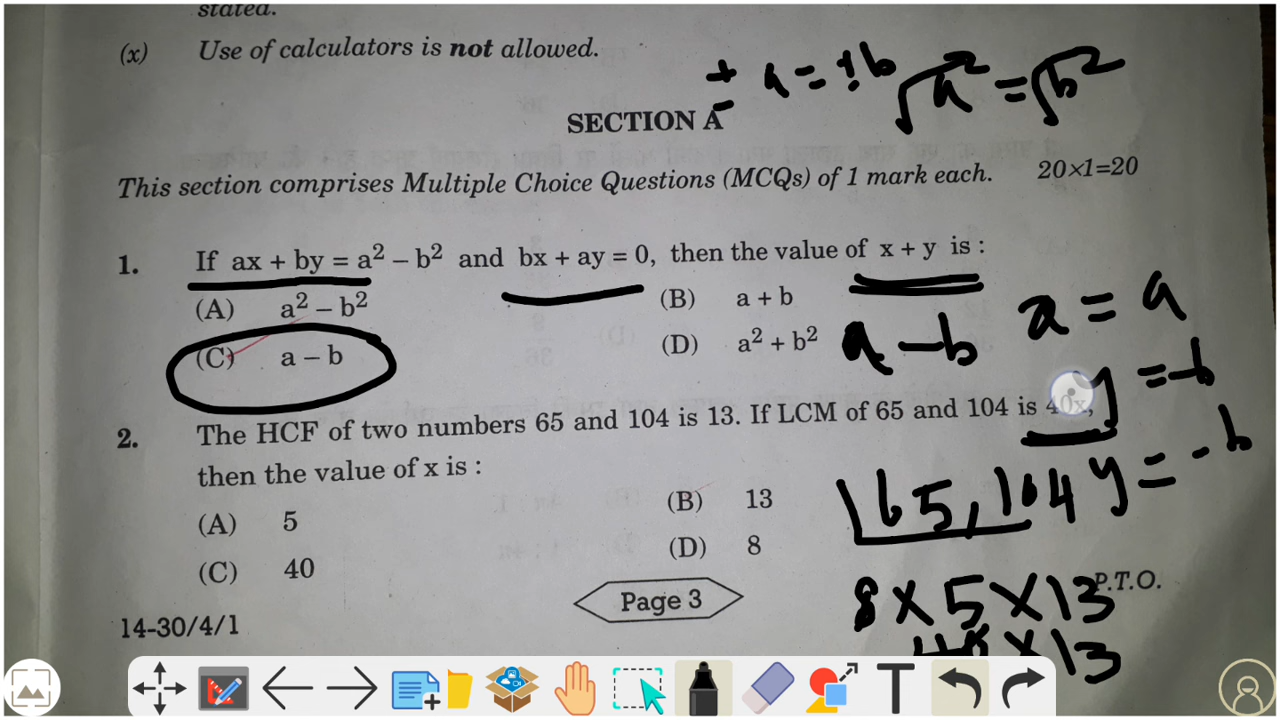 stated.
(x) Use of calculators is not allowed.
± a = ±b √a² = √b²
SECTION A
This section comprises Multiple Choice Questions (MCQs) of 1 mark each. 20×1=20
1. If ax + by = a² – b² and bx + ay = 0, then the value of x + y is :
(A) a² – b² (B) a + b
(C) a – b (D) a² + b²
a – b
x = a
y = -b
2. The HCF of two numbers 65 and 104 is 13. If LCM of 65 and 104 is 40x,
then the value of x is :
(A) 5 (B) 13
(C) 40 (D) 8
65, 104
y = - b
8 × 5 × 13
40 × 13
P.T.O.
Page 3
14-30/4/1
T